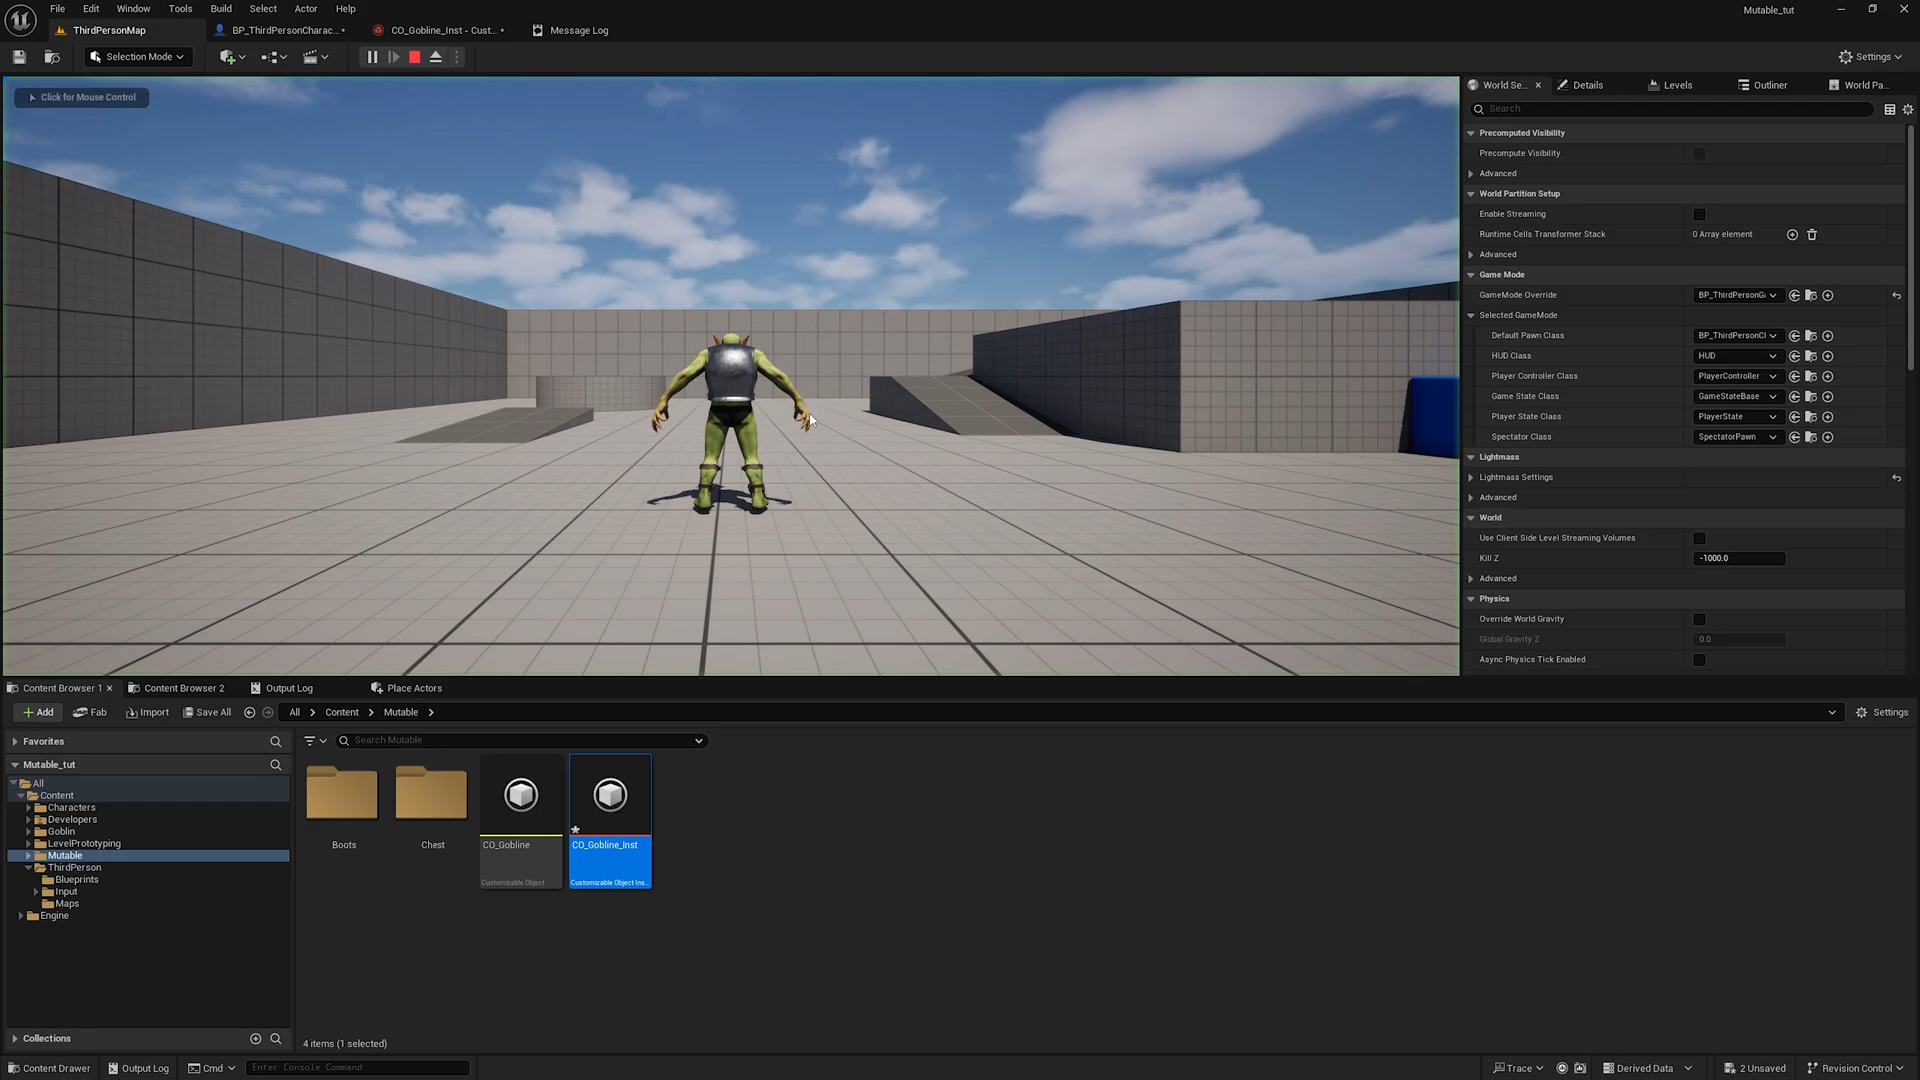 File Edit Window Tools Build Select Actor Help
Mutable_tut
ThirdPersonMap
BP_ThirdPersonCharac...
CO_Gobline_Inst - Cust...
Message Log
Selection Mode
Settings
Click for Mouse Control
World Se...
Details
Levels
Outliner
World Pa...
Search
Precomputed Visibility
Precompute Visibility
Advanced
World Partition Setup
Enable Streaming
Runtime Cells Transformer Stack
0 Array element
Advanced
Game Mode
GameMode Override
BP_ThirdPersonG
Selected GameMode
Default Pawn Class
BP_ThirdPersonCl
HUD Class
HUD
Player Controller Class
PlayerController
Game State Class
GameStateBase
Player State Class
PlayerState
Spectator Class
SpectatorPawn
Lightmass
Lightmass Settings
Advanced
World
Use Client Side Level Streaming Volumes
Kill Z
-1000.0
Advanced
Physics
Override World Gravity
Global Gravity Z
0.0
Async Physics Tick Enabled
Content Browser 1
Content Browser 2
Output Log
Place Actors
Add
Fab
Import
Save All
All
Content
Mutable
Settings
Favorites
Search Mutable
Mutable_tut
All
Content
Characters
Developers
Goblin
LevelPrototyping
Mutable
ThirdPerson
Blueprints
Input
Maps
Engine
Boots
Chest
CO_Gobline
Customizable Object
CO_Gobline_Inst
Customizable Object Ins...
Collections
4 items (1 selected)
Content Drawer
Output Log
Cmd
Enter Console Command
Trace
Derived Data
2 Unsaved
Revision Control